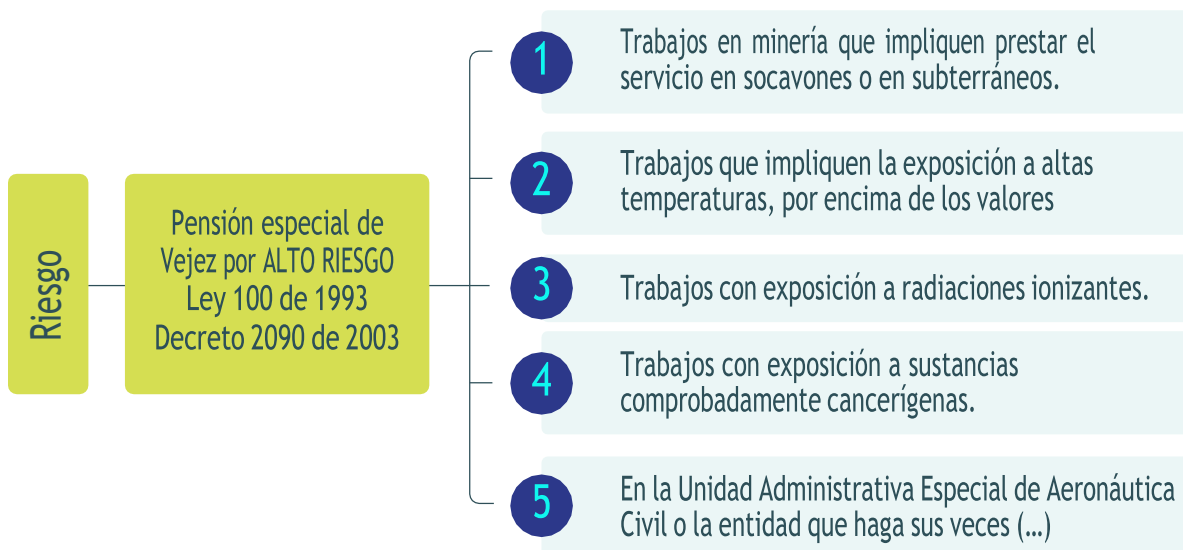 Riesgo
Pensión especial de
Vejez por ALTO RIESGO
Ley 100 de 1993
Decreto 2090 de 2003
1
Trabajos en minería que impliquen prestar el
servicio en socavones o en subterráneos.
2
Trabajos que impliquen la exposición a altas
temperaturas, por encima de los valores
3
Trabajos con exposición a radiaciones ionizantes.
4
Trabajos con exposición a sustancias
comprobadamente cancerígenas.
5
En la Unidad Administrativa Especial de Aeronáutica
Civil o la entidad que haga sus veces (...)